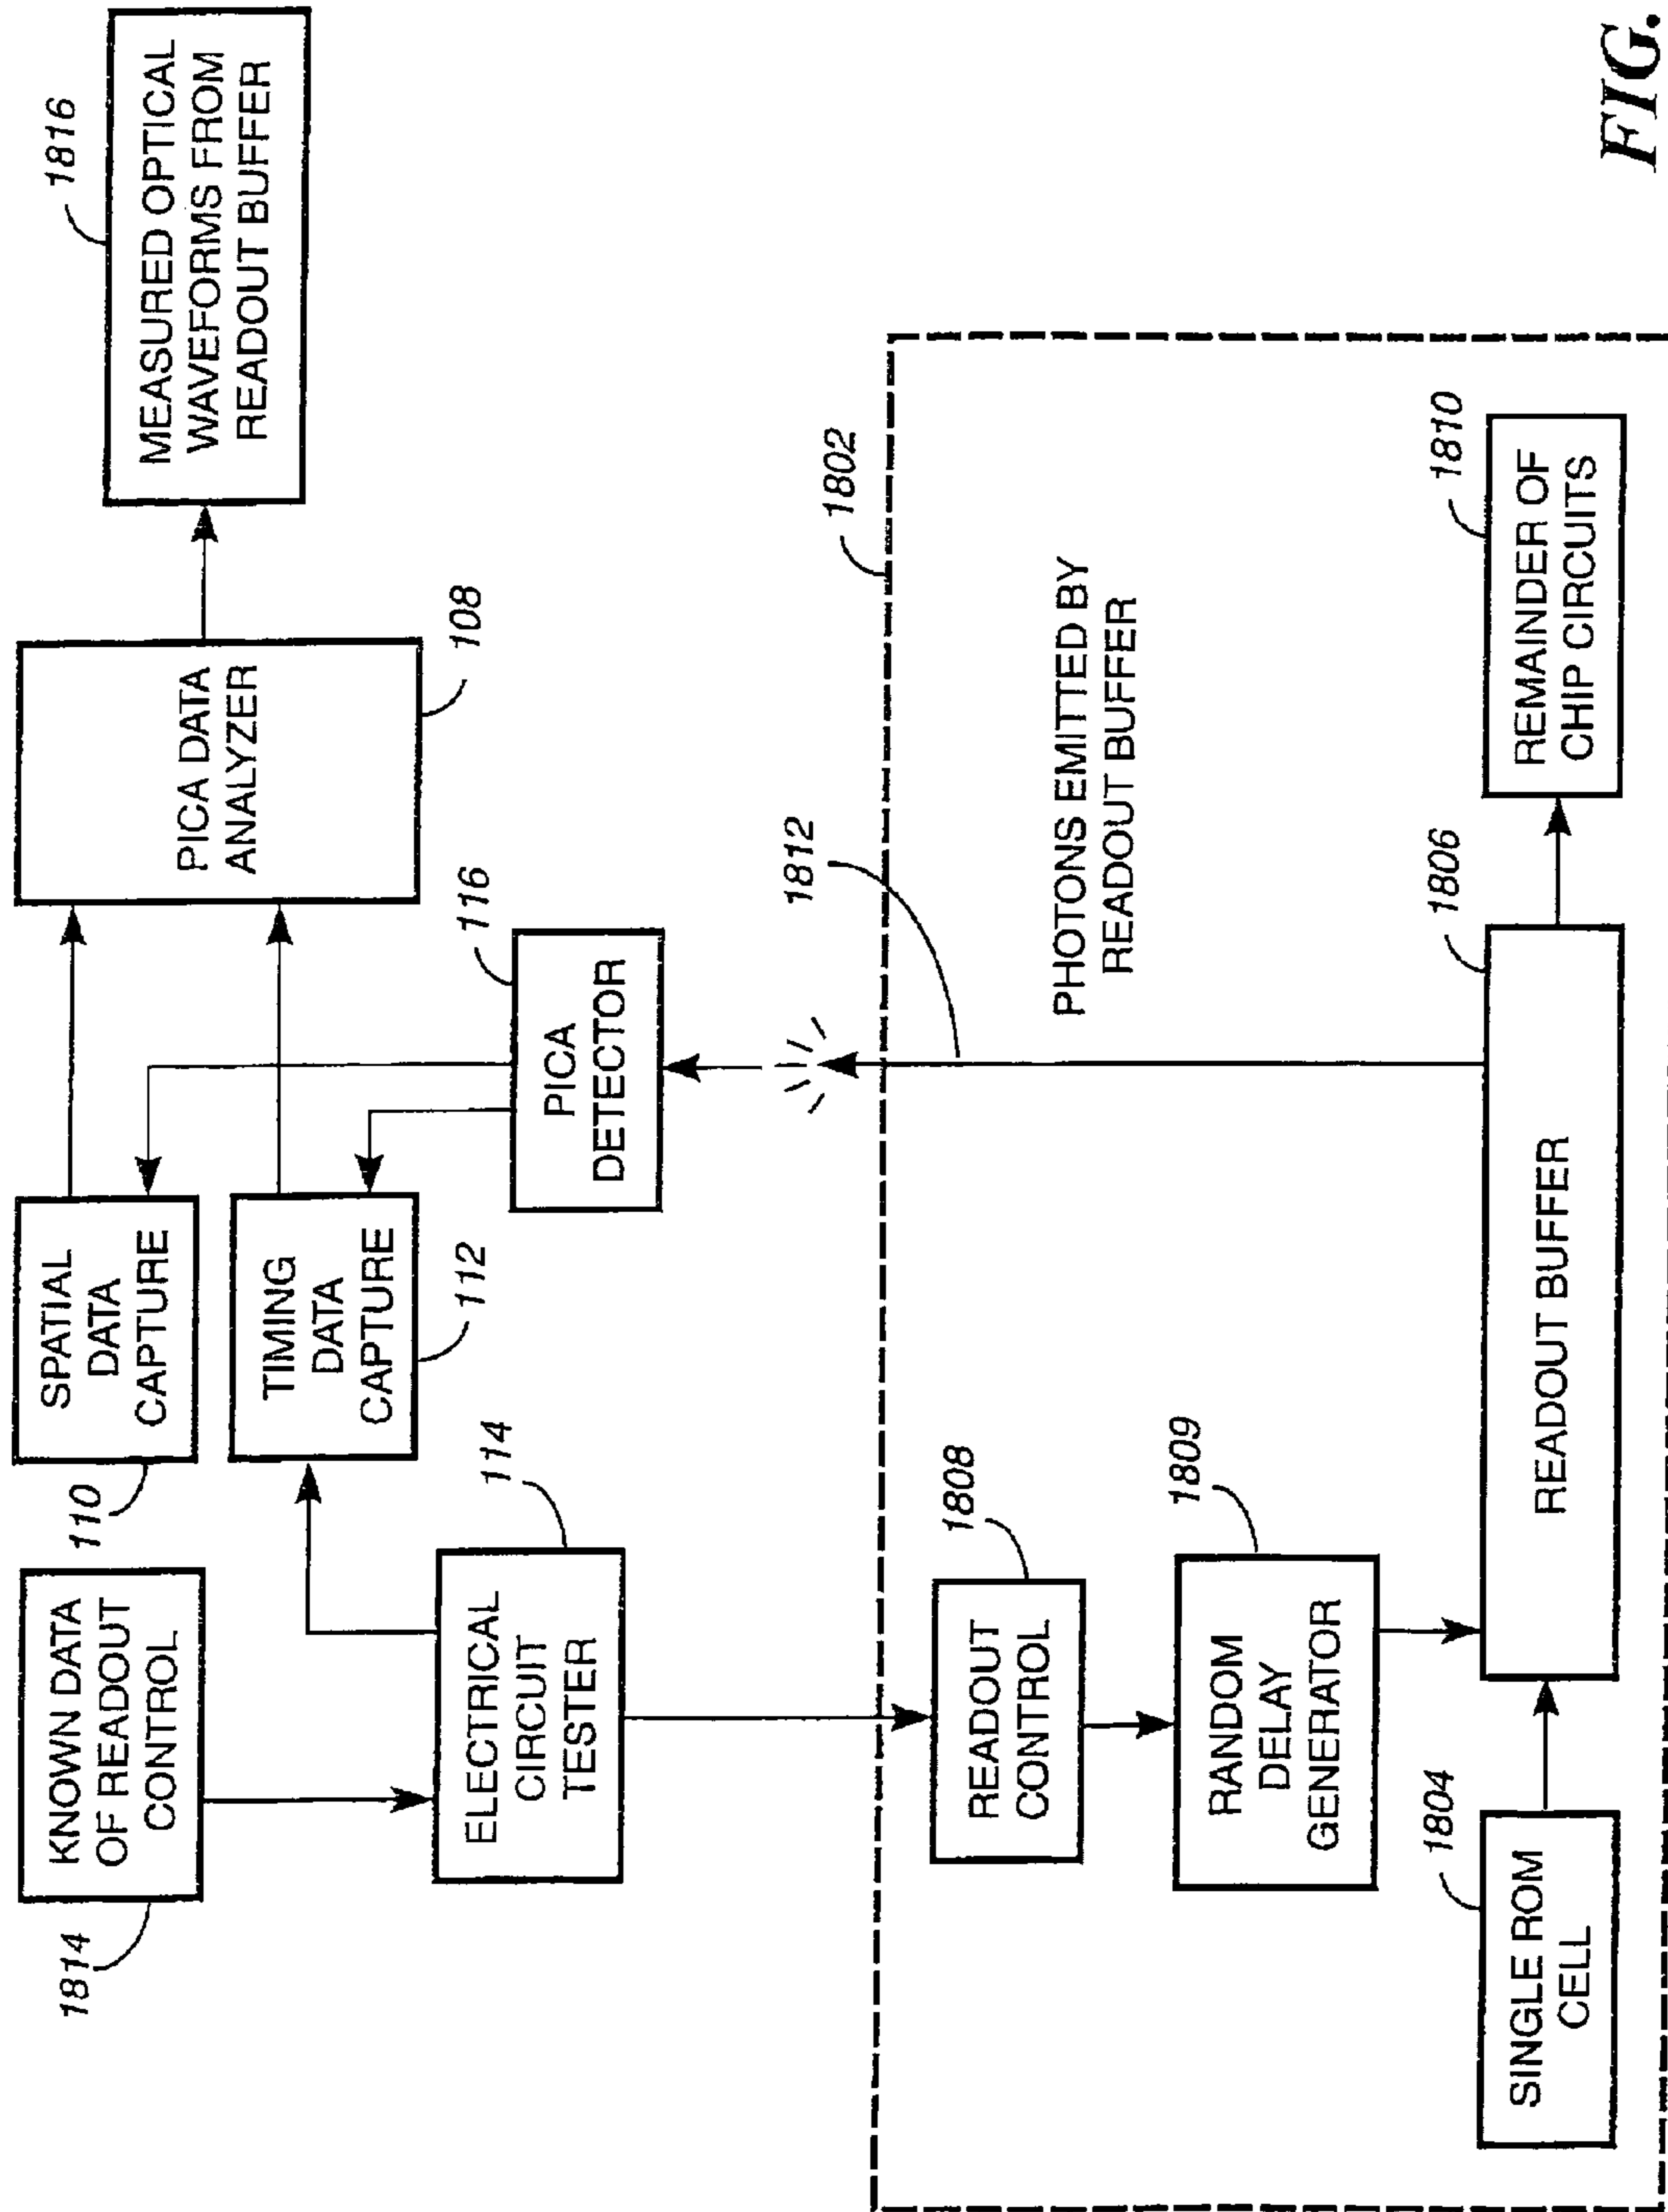 1814
KNOWN DATA
OF READOUT
CONTROL
110
SPATIAL
DATA
CAPTURE
TIMING
DATA
CAPTURE
112
ELECTRICAL
CIRCUIT
TESTER
114
PICA
DETECTOR
116
PICA DATA
ANALYZER
108
MEASURED OPTICAL
WAVEFORMS FROM
READOUT BUFFER
1816
1802
READOUT
CONTROL
1808
RANDOM
DELAY
GENERATOR
1809
1812
PHOTONS EMITTED BY
READOUT BUFFER
SINGLE ROM
CELL
1804
READOUT BUFFER
1806
REMAINDER OF
CHIP CIRCUITS
1810
FIG.